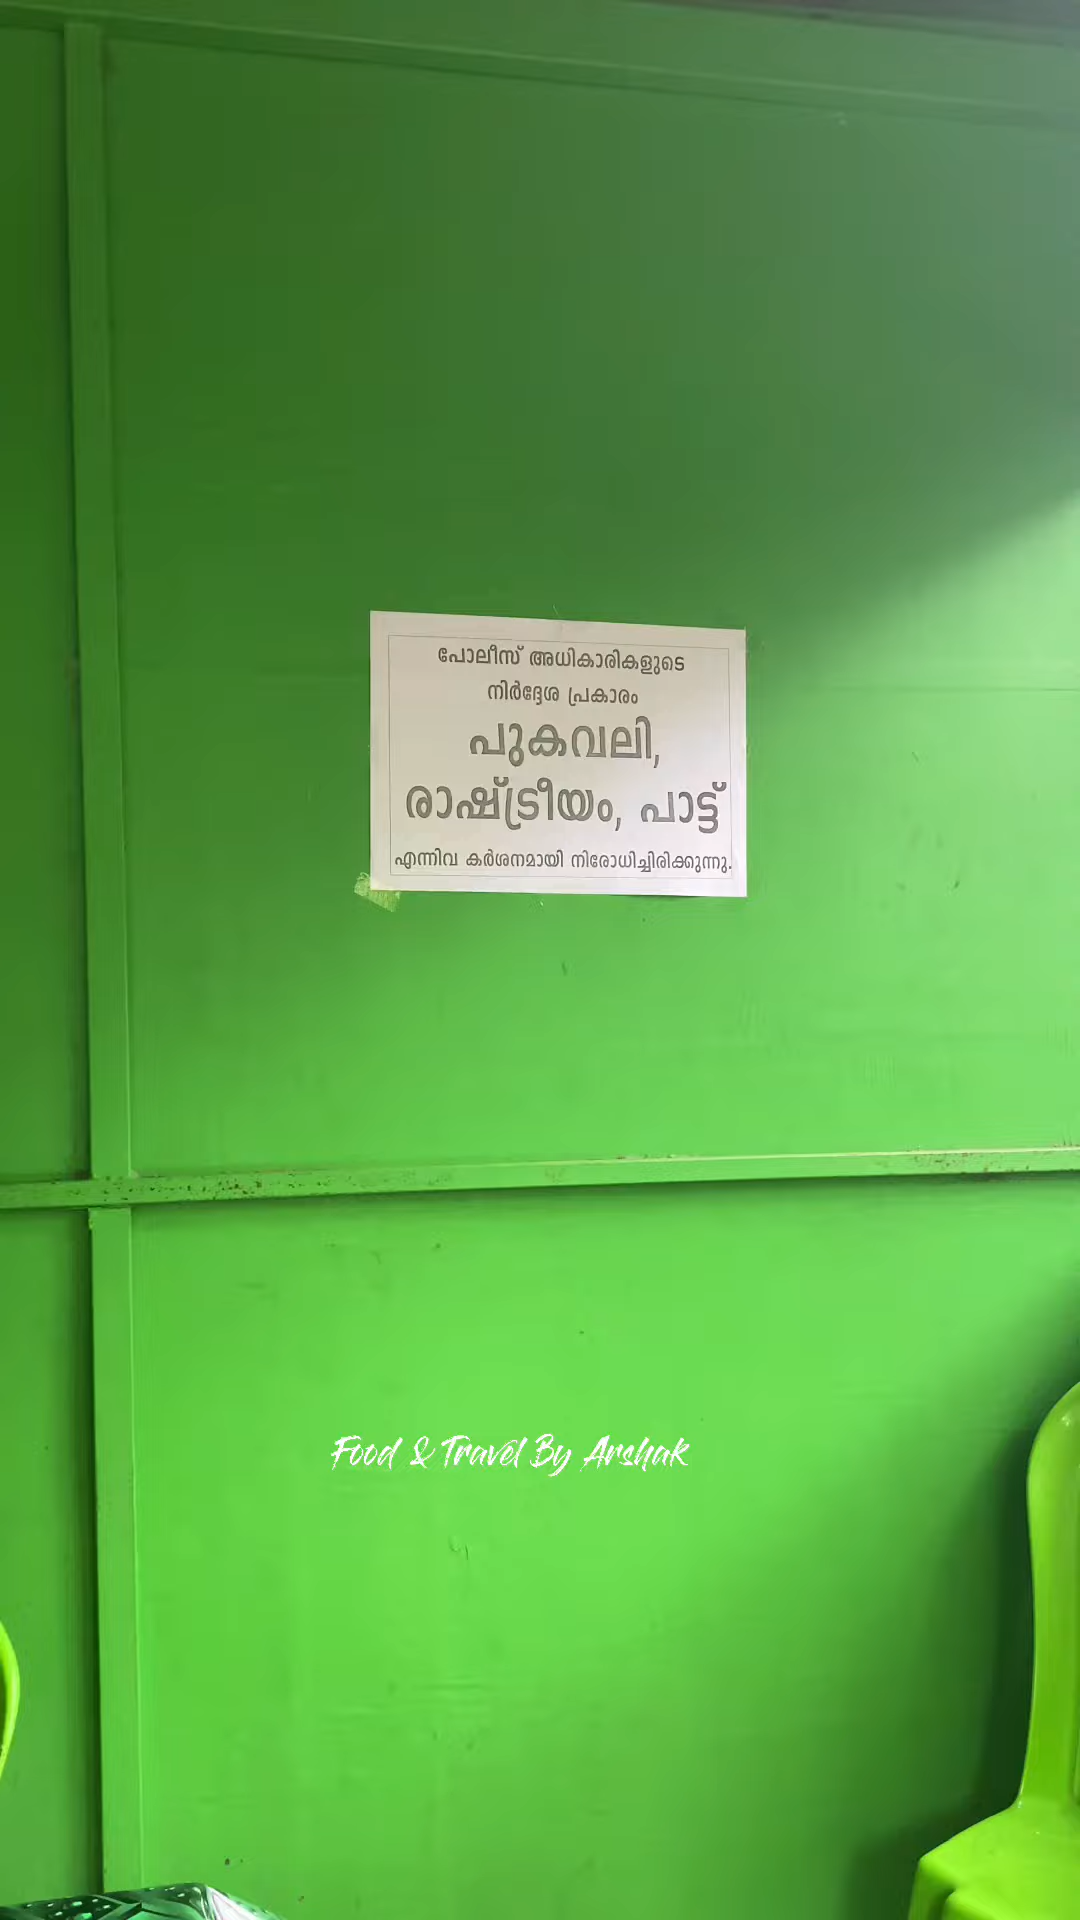 പോലീസ് അധികാരികളുടെ
നിർദ്ദേശ പ്രകാരം
പുകവലി,
രാഷ്ട്രീയം, പാട്ട്
എന്നിവ കർശനമായി നിരോധിച്ചിരിക്കുന്നു.
Food & Travel By Arshak